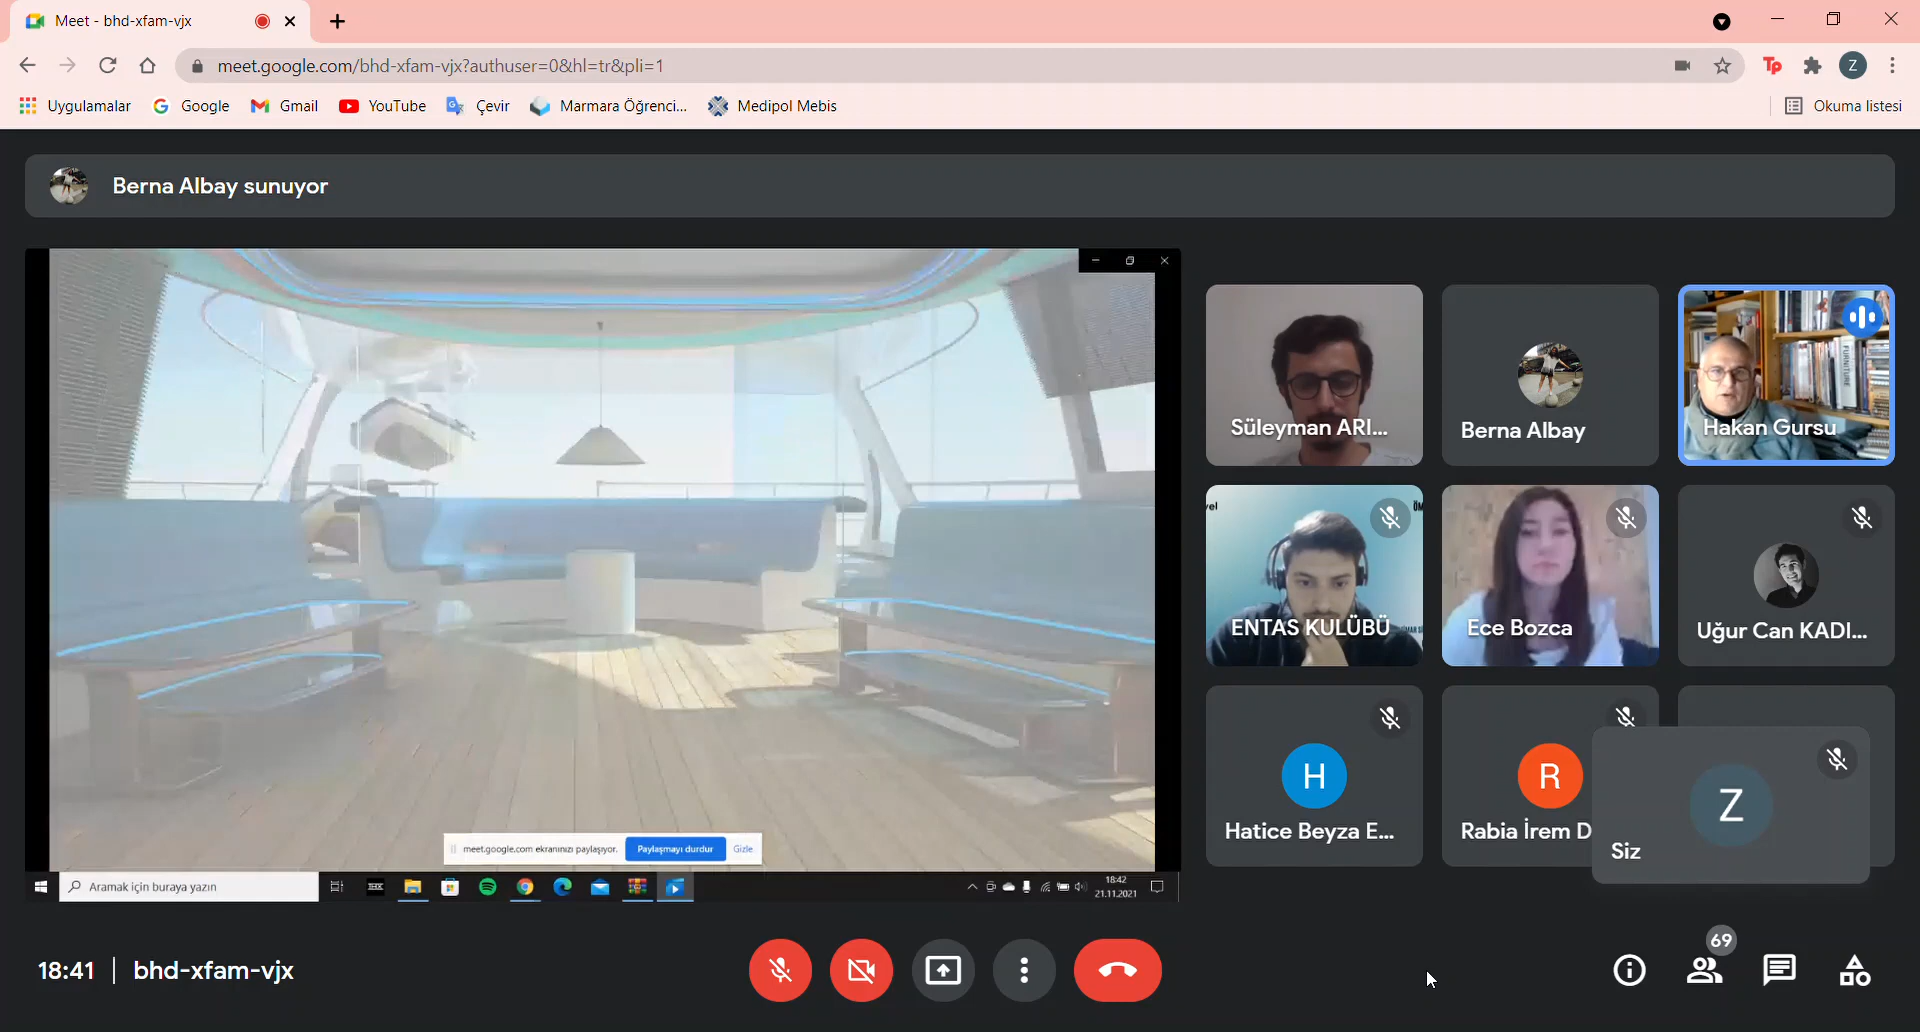 Meet - bhd-xfam-vjx
meet.google.com/bhd-xfam-vjx?authuser=0&hl=tr&pli=1
Tp
Z
Uygulamalar
Google
Gmail
YouTube
Çevir
Marmara Öğrenci...
Medipol Mebis
Okuma listesi
Berna Albay sunuyor
Süleyman ARI...
Berna Albay
FURNITURE
Hakan Gursu
vel
ENTAS KULÜBÜ
Ece Bozca
Uğur Can KADI...
H
Hatice Beyza E...
R
Rabia İrem D
Z
Siz
meet.google.com ekranınızı paylaşıyor.
Paylaşmayı durdur
Gizle
Aramak için buraya yazın
18:42
21.11.2021
18:41
bhd-xfam-vjx
69